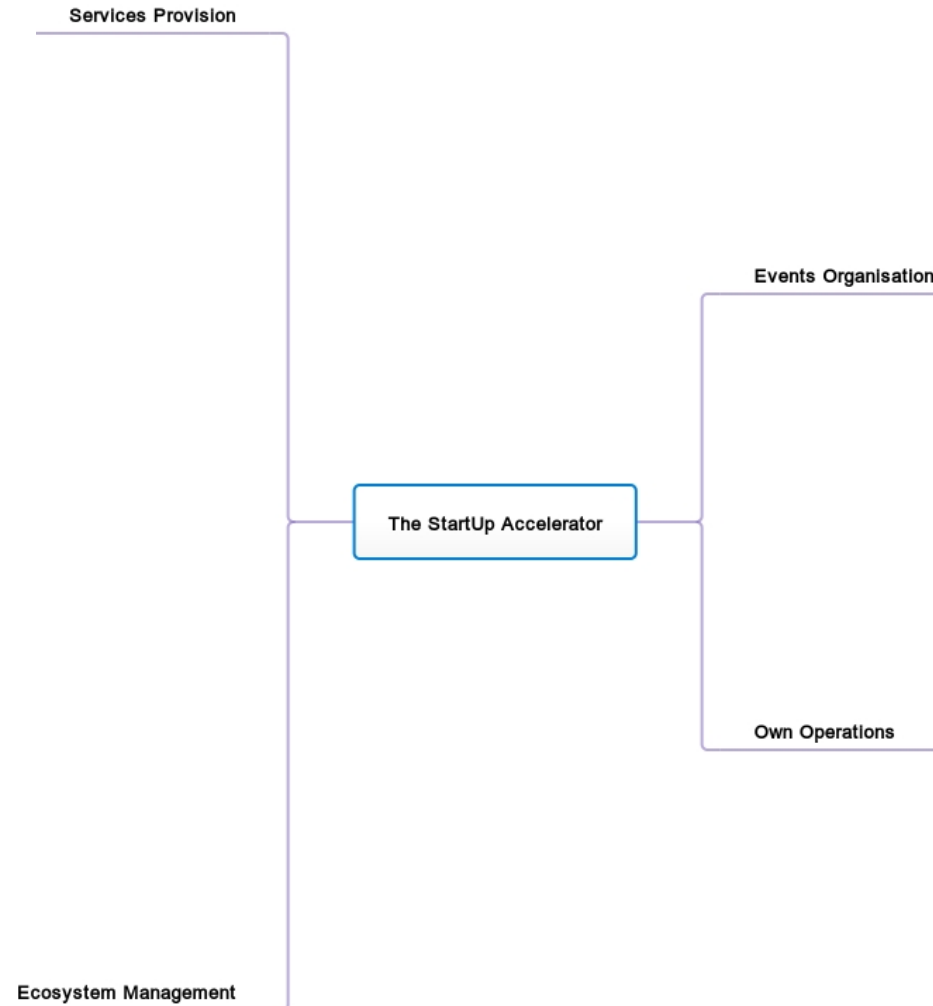 Services Provision
Events Organisation
The StartUp Accelerator
Own Operations
Ecosystem Management